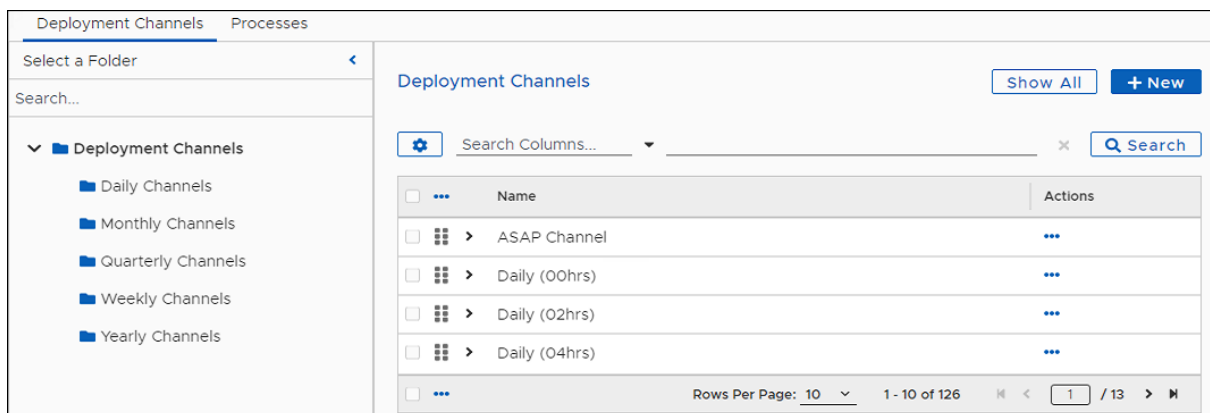 Deployment Channels Processes
Select a Folder
Search...
Deployment Channels
Daily Channels
Monthly Channels
Quarterly Channels
Weekly Channels
Yearly Channels
Deployment Channels Show All + New
Search Columns... Search
Name Actions
ASAP Channel
Daily (00hrs)
Daily (02hrs)
Daily (04hrs)
Rows Per Page: 10 1 - 10 of 126 1 / 13